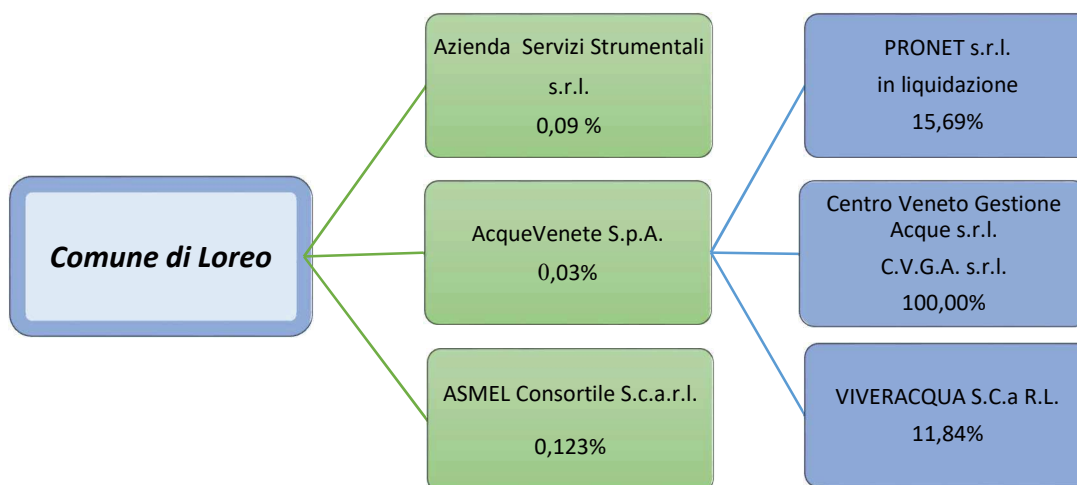 Comune di Loreo
Azienda Servizi Strumentali
s.r.l.
0,09 %
AcqueVenete S.p.A.
0,03%
ASMEL Consortile S.c.a.r.l.
0,123%
PRONET s.r.l.
in liquidazione
15,69%
Centro Veneto Gestione
Acque s.r.l.
C.V.G.A. s.r.l.
100,00%
VIVERACQUA S.C.a R.L.
11,84%